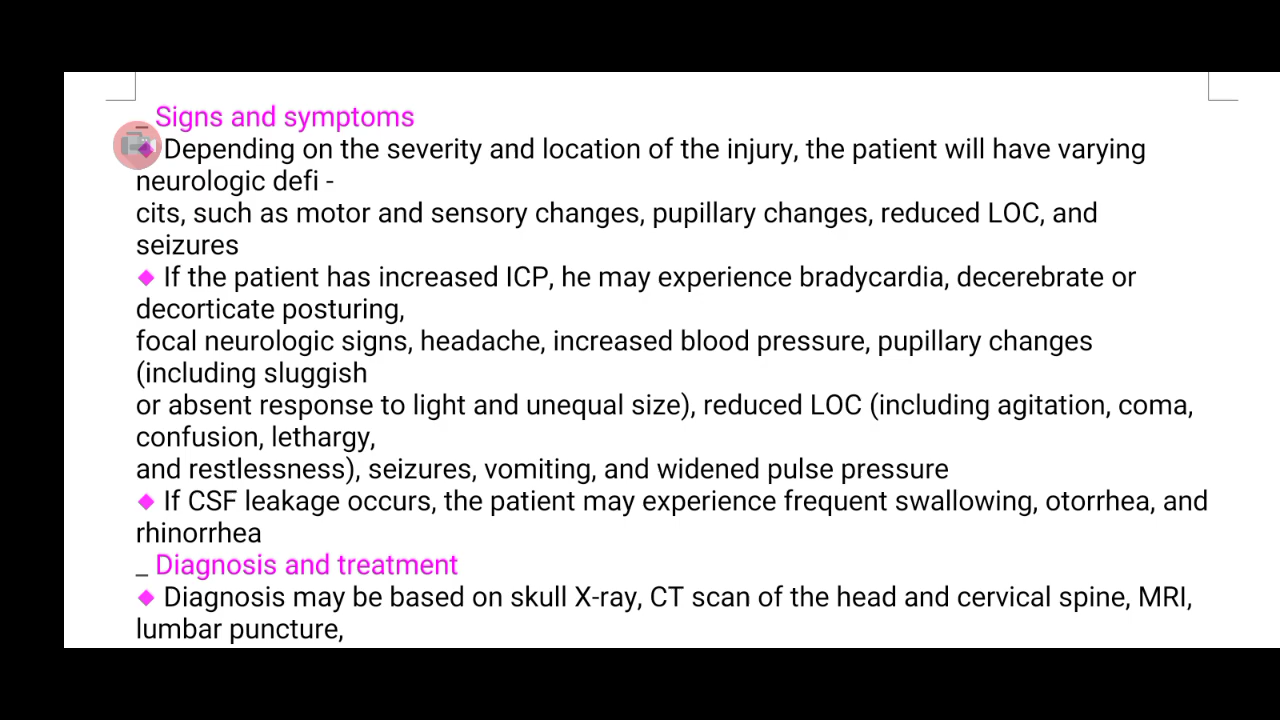 _ Signs and symptoms
◆ Depending on the severity and location of the injury, the patient will have varying
neurologic defi -
cits, such as motor and sensory changes, pupillary changes, reduced LOC, and
seizures
◆ If the patient has increased ICP, he may experience bradycardia, decerebrate or
decorticate posturing,
focal neurologic signs, headache, increased blood pressure, pupillary changes
(including sluggish
or absent response to light and unequal size), reduced LOC (including agitation, coma,
confusion, lethargy,
and restlessness), seizures, vomiting, and widened pulse pressure
◆ If CSF leakage occurs, the patient may experience frequent swallowing, otorrhea, and
rhinorrhea
_ Diagnosis and treatment
◆ Diagnosis may be based on skull X-ray, CT scan of the head and cervical spine, MRI,
lumbar puncture,